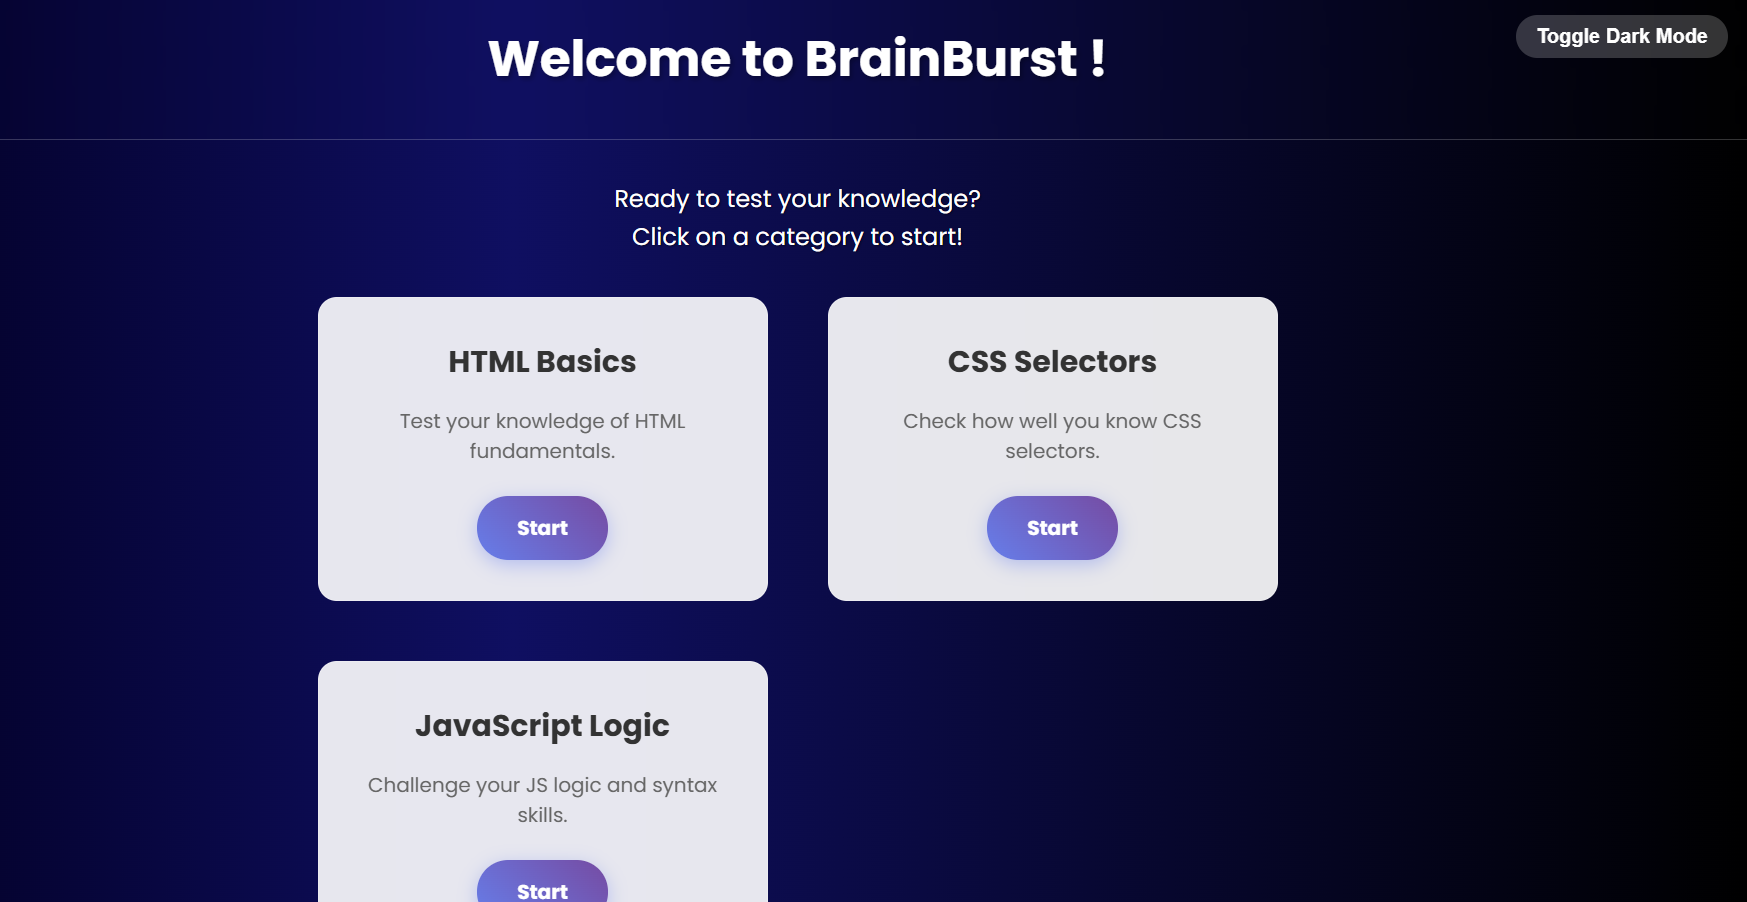 Welcome to BrainBurst !
Toggle Dark Mode
Ready to test your knowledge?
Click on a category to start!
HTML Basics
Test your knowledge of HTML
fundamentals.
Start
CSS Selectors
Check how well you know CSS
selectors.
Start
JavaScript Logic
Challenge your JS logic and syntax
skills.
Start